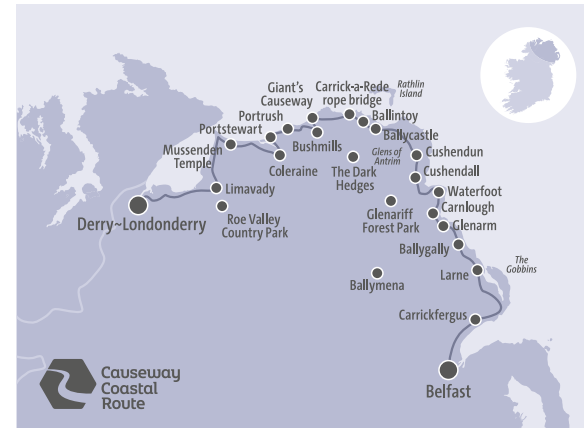 Giant's
Causeway
Carrick-a-Rede
rope bridge
Rathlin
Island
Portrush
Portstewart
Ballintoy
Ballycastle
Mussenden
Temple
Bushmills
Coleraine
The Dark
Hedges
Glens of
Antrim
Cushendun
Cushendall
Limavady
Waterfoot
Derry~Londonderry
Roe Valley
Country Park
Glenariff
Forest Park
Carnlough
Glenarm
Ballygally
The
Gobbins
Larne
Ballymena
Carrickfergus
Causeway
Coastal
Route
Belfast